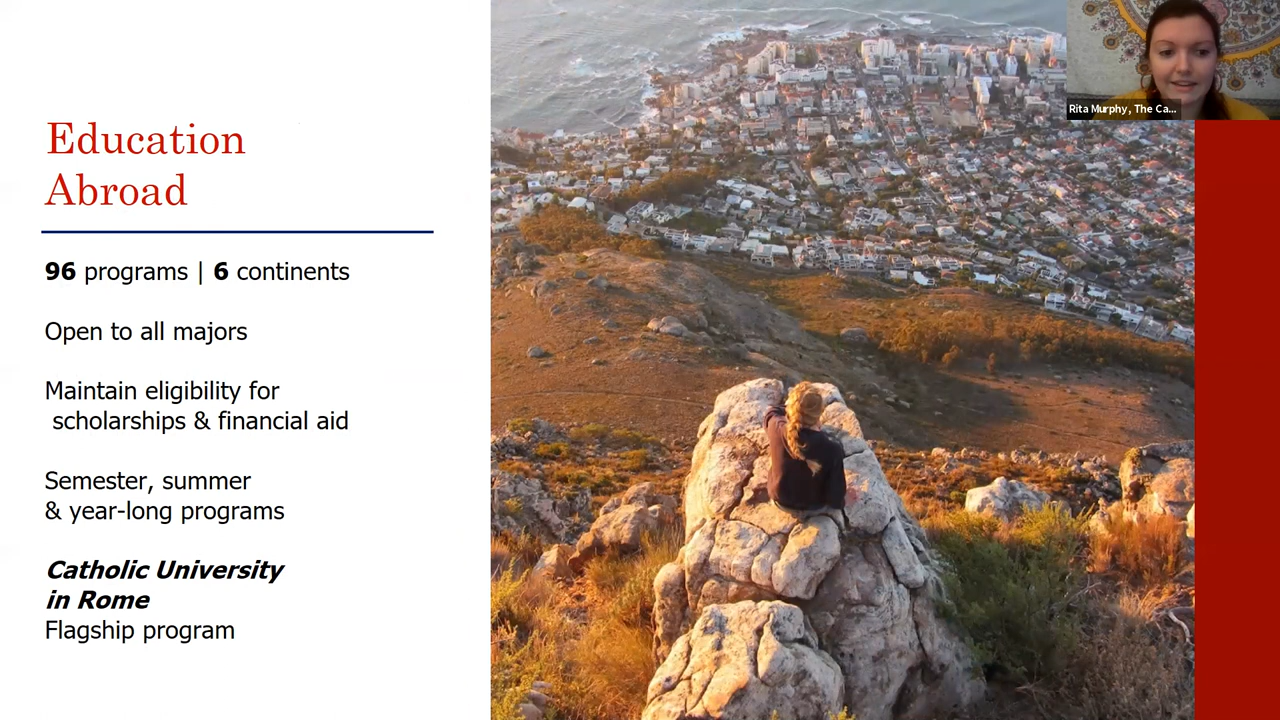 Education
Abroad
96 programs | 6 continents
Open to all majors
Maintain eligibility for
scholarships & financial aid
Semester, summer
& year-long programs
Catholic University
in Rome
Flagship program
Rita Murphy, The Ca...